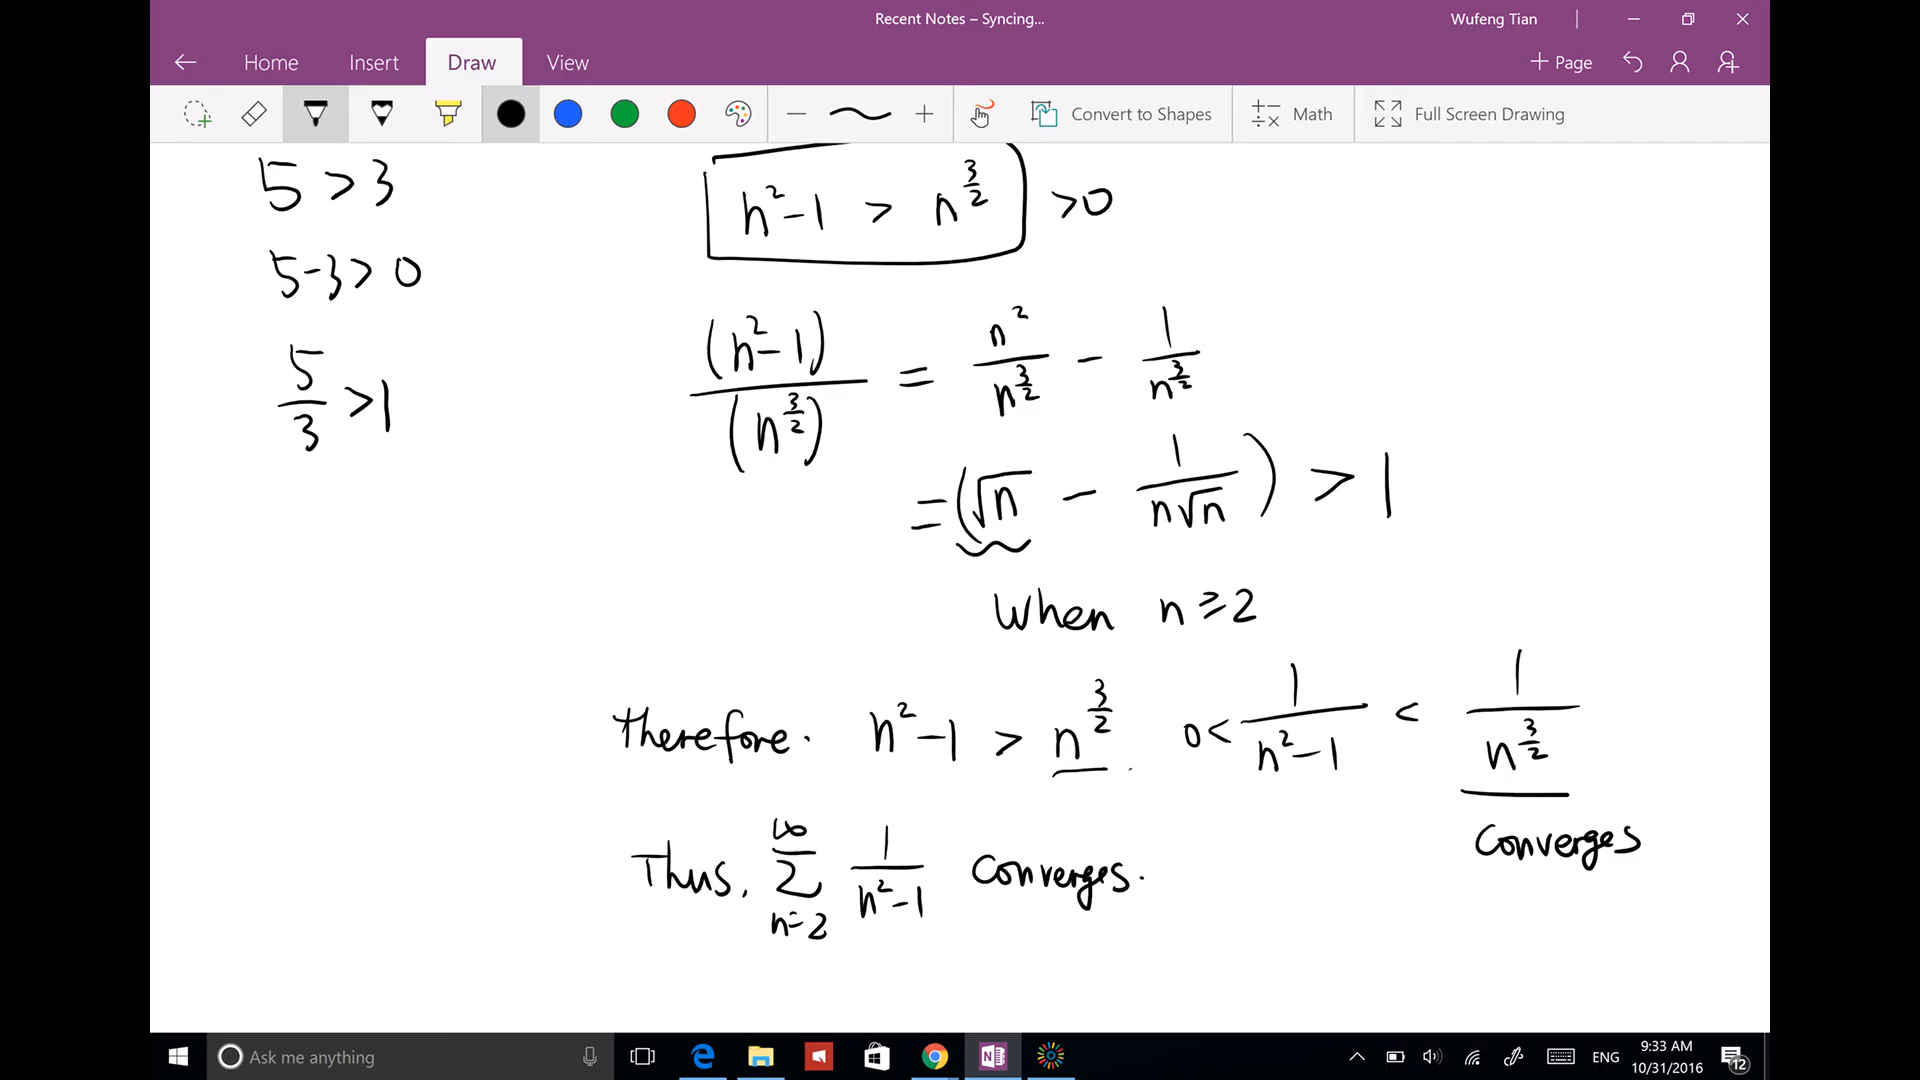 Recent Notes – Syncing...
Wufeng Tian
Home Insert Draw View
+ Page
Convert to Shapes
Math
Full Screen Drawing
5 > 3
5-3 > 0
5/3 > 1
n²-1 > n^(3/2) > 0
(n²-1)/(n^(3/2)) = n²/n^(3/2) - 1/n^(3/2)
= (√n - 1/(n√n)) > 1
When n ≥ 2
Therefore. n²-1 > n^(3/2). 0 < 1/(n²-1) < 1/n^(3/2)
Converges
Thus, ∑_{n=2}^{∞} 1/(n²-1) Converges.
Ask me anything
ENG
9:33 AM
10/31/2016
12